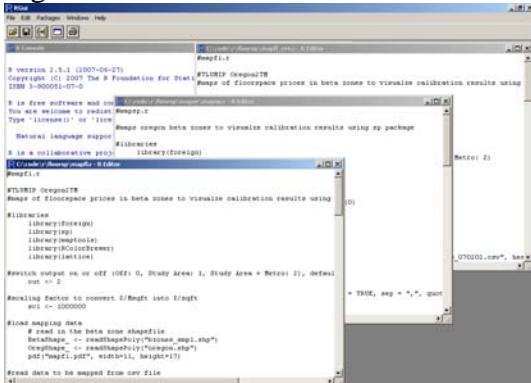 RGui
File Edit Packages Windows Help
R Console
R version 2.5.1 (2007-06-27)
Copyright (C) 2007 The R Foundation for Stati
ISBN 3-900051-07-0
R is free software and
You are welcome to redist
Type 'license()' or 'lice
Natural language suppor
R is a collaborative proj
R Editor
#mapfl.r
#TLUMIP Oregon2TM
#maps of floorspace prices in beta zones to visualize calibration results using
Metro: 2)
_070202.csv", hea
R Editor
#mapsp.r
#maps oregon beta zones to visualize calibration results using sp package
#libraries
library(foreign)
= TRUE, sep = ",", quot
R Editor
#mapfl.r
#TLUMIP Oregon2TM
#maps of floorspace prices in beta zones to visualize calibration results using
#libraries
library(foreign)
library(sp)
library(maptools)
library(RColorBrewer)
library(lattice)
#switch output on or off (Off: 0, Study Area: 1, Study Area + Metro: 2), defaul
out <- 2
#scaling factor to convert $/Msqft into $/sqft
scl <- 1000000
#load mapping data
# read in the beta zone shapefile
BetaShape_ <- readShapePoly("bzones_smpl.shp")
OregShape_ <- readShapePoly("oregon.shp")
pdf("mapfl.pdf", width=11, height=17)
#read data to be mapped from csv file